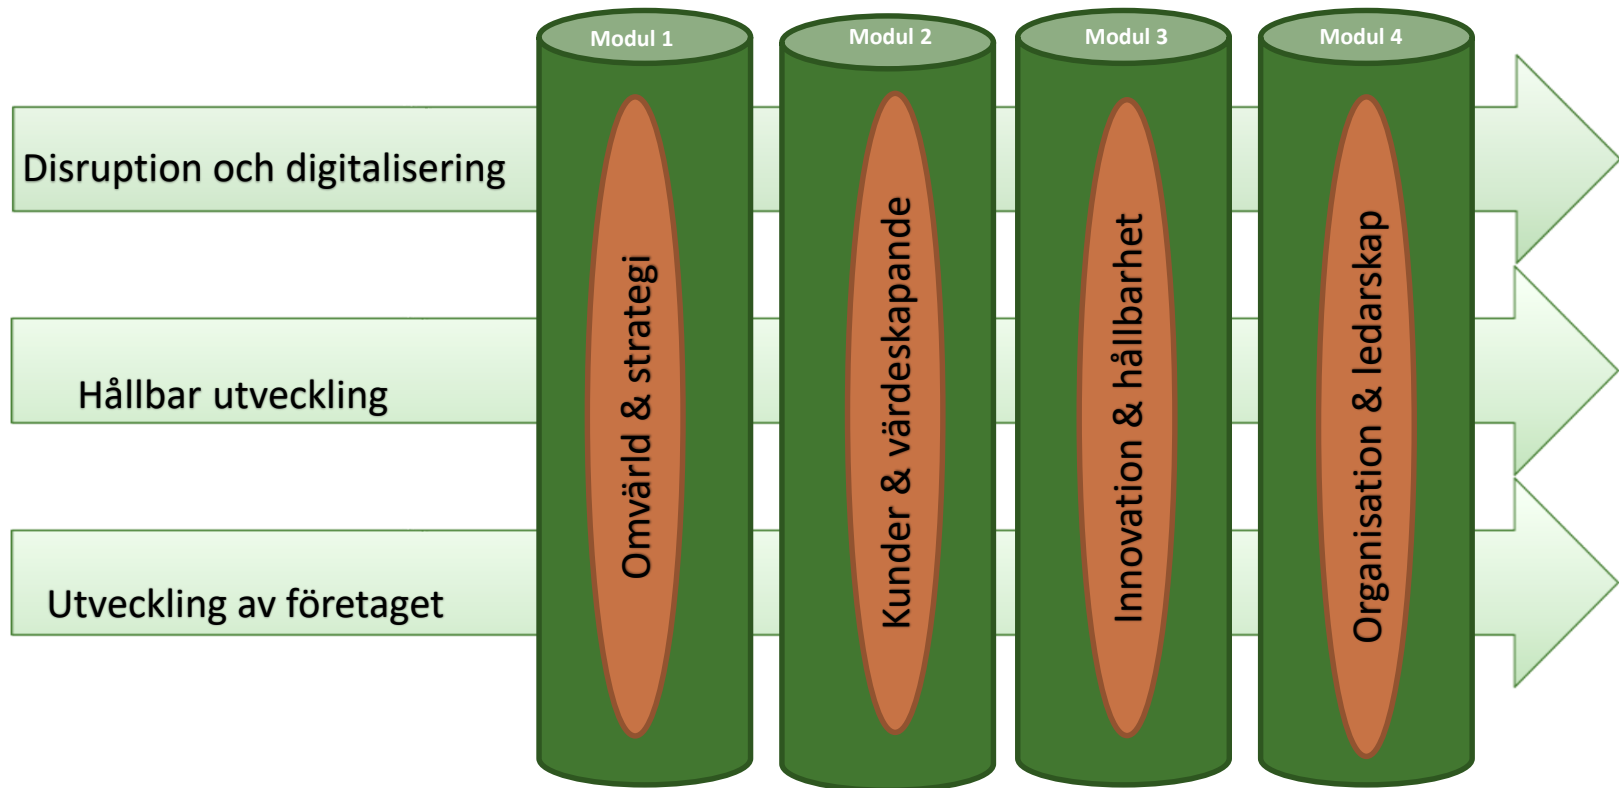 Modul 1
Modul 2
Modul 3
Modul 4
Disruption och digitalisering
Hållbar utveckling
Utveckling av företaget
Omvärld & strategi
Kunder & värdeskapande
Innovation & hållbarhet
Organisation & ledarskap